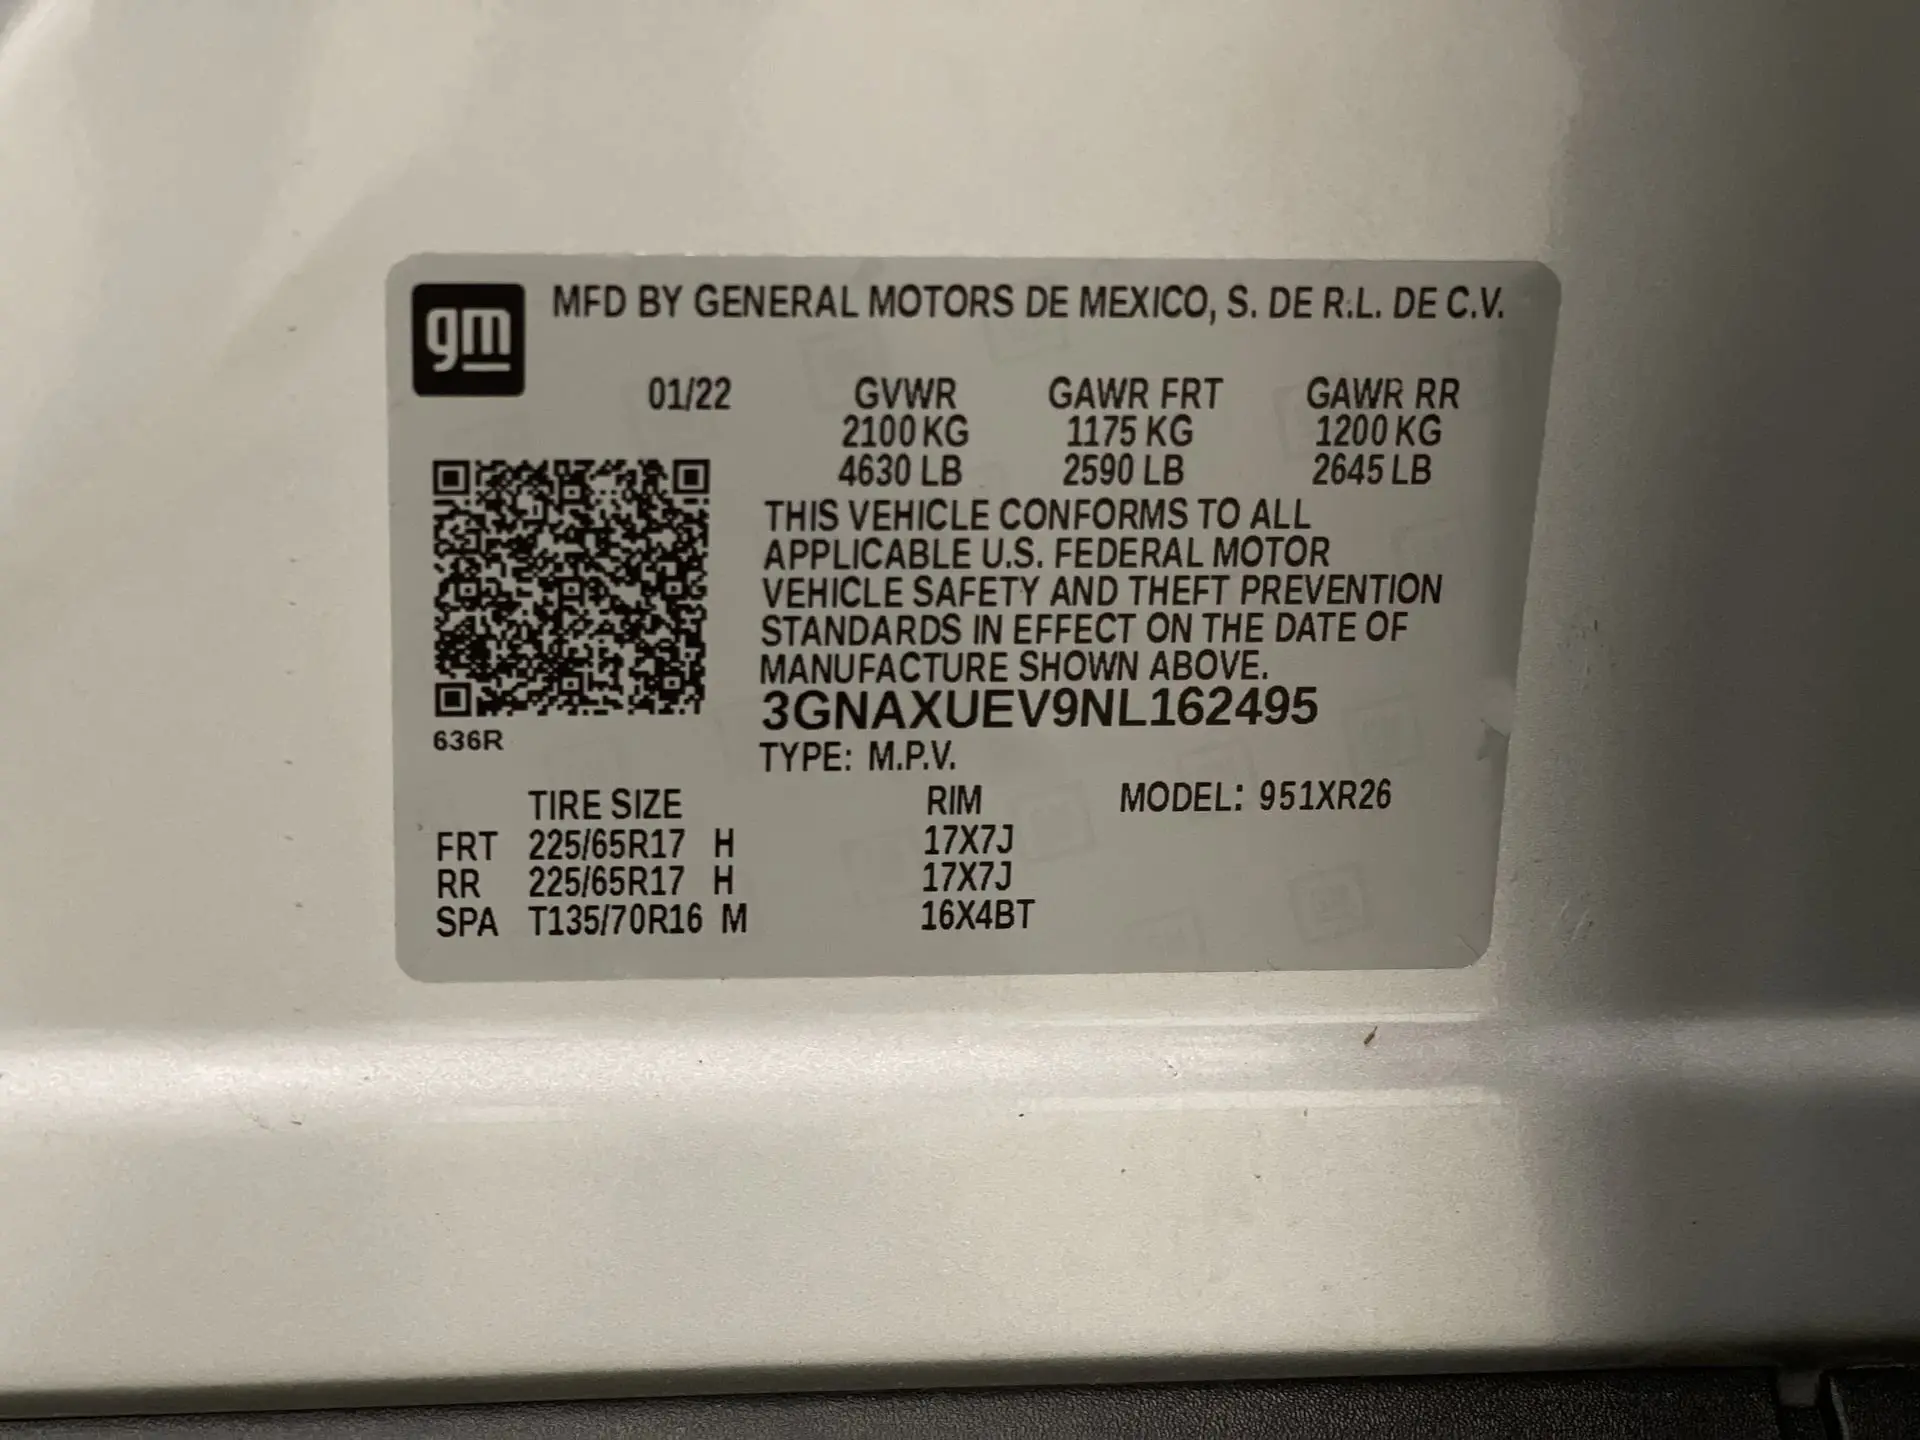 gm
MFD BY GENERAL MOTORS DE MEXICO, S. DE R.L. DE C.V.
01/22 GVWR GAWR FRT GAWR RR
2100 KG 1175 KG 1200 KG
4630 LB 2590 LB 2645 LB
THIS VEHICLE CONFORMS TO ALL
APPLICABLE U.S. FEDERAL MOTOR
VEHICLE SAFETY AND THEFT PREVENTION
STANDARDS IN EFFECT ON THE DATE OF
MANUFACTURE SHOWN ABOVE.
3GNAXUEV9NL162495
636R
TYPE: M.P.V.
TIRE SIZE RIM MODEL: 951XR26
FRT 225/65R17 H 17X7J
RR 225/65R17 H 17X7J
SPA T135/70R16 M 16X4BT